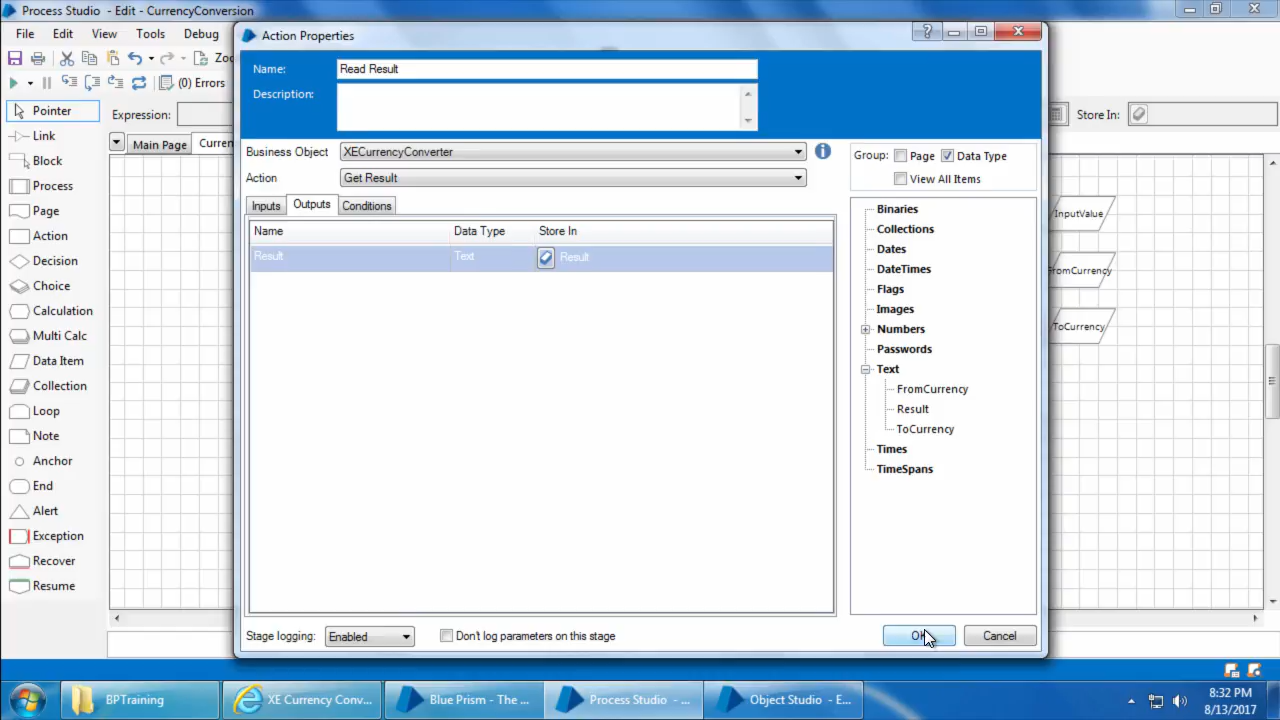 Process Studio - Edit - CurrencyConversion
File Edit View Tools Debug
Action Properties
Zoo
(0) Errors
Name: Read Result
Description:
Expression:
Store In:
Main Page
Curren
Business Object XECurrencyConverter
Action Get Result
Group: Page Data Type
View All Items
Inputs Outputs Conditions
Name Data Type Store In
Result Text Result
Pointer
Link
Block
Process
Page
Action
Decision
Choice
Calculation
Multi Calc
Data Item
Collection
Loop
Note
Anchor
End
Alert
Exception
Recover
Resume
Binaries
Collections
Dates
DateTimes
Flags
Images
Numbers
Passwords
Text
FromCurrency
Result
ToCurrency
Times
TimeSpans
InputValue
FromCurrency
ToCurrency
Stage logging: Enabled Don't log parameters on this stage
OK Cancel
BPTraining
XE Currency Conv...
Blue Prism - The ...
Process Studio - ...
Object Studio - E...
8:32 PM
8/13/2017